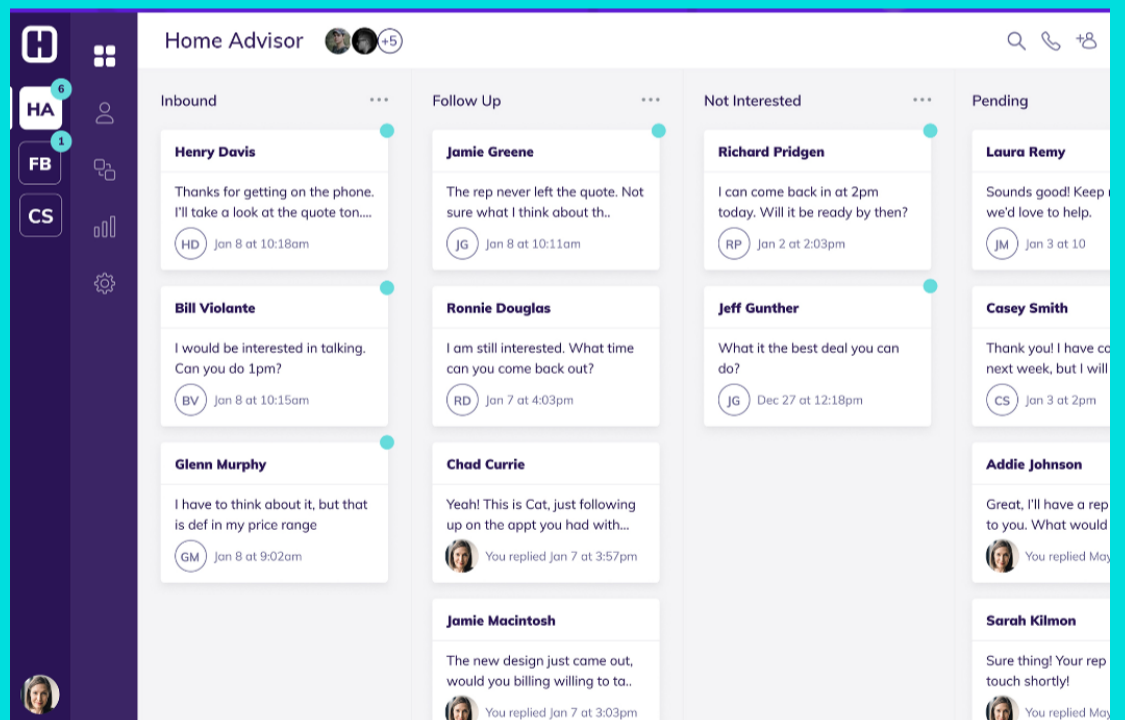 Home Advisor
+5
HA
6
FB
1
CS
Inbound
Henry Davis
Thanks for getting on the phone.
I'll take a look at the quote ton....
HD Jan 8 at 10:18am
Bill Violante
I would be interested in talking.
Can you do 1pm?
BV Jan 8 at 10:15am
Glenn Murphy
I have to think about it, but that
is def in my price range
GM Jan 8 at 9:02am
Follow Up
Jamie Greene
The rep never left the quote. Not
sure what I think about th..
JG Jan 8 at 10:11am
Ronnie Douglas
I am still interested. What time
can you come back out?
RD Jan 7 at 4:03pm
Chad Currie
Yeah! This is Cat, just following
up on the appt you had with...
You replied Jan 7 at 3:57pm
Jamie Macintosh
The new design just came out,
would you billing willing to ta..
You replied Jan 7 at 3:03pm
Not Interested
Richard Pridgen
I can come back in at 2pm
today. Will it be ready by then?
RP Jan 2 at 2:03pm
Jeff Gunther
What it the best deal you can
do?
JG Dec 27 at 12:18pm
Pending
Laura Remy
Sounds good! Keep
we'd love to help.
JM Jan 3 at 10
Casey Smith
Thank you! I have
next week, but I will
CS Jan 3 at 2pm
Addie Johnson
Great, I'll have a rep
to you. What would
You replied May
Sarah Kilmon
Sure thing! Your rep
touch shortly!
You replied May